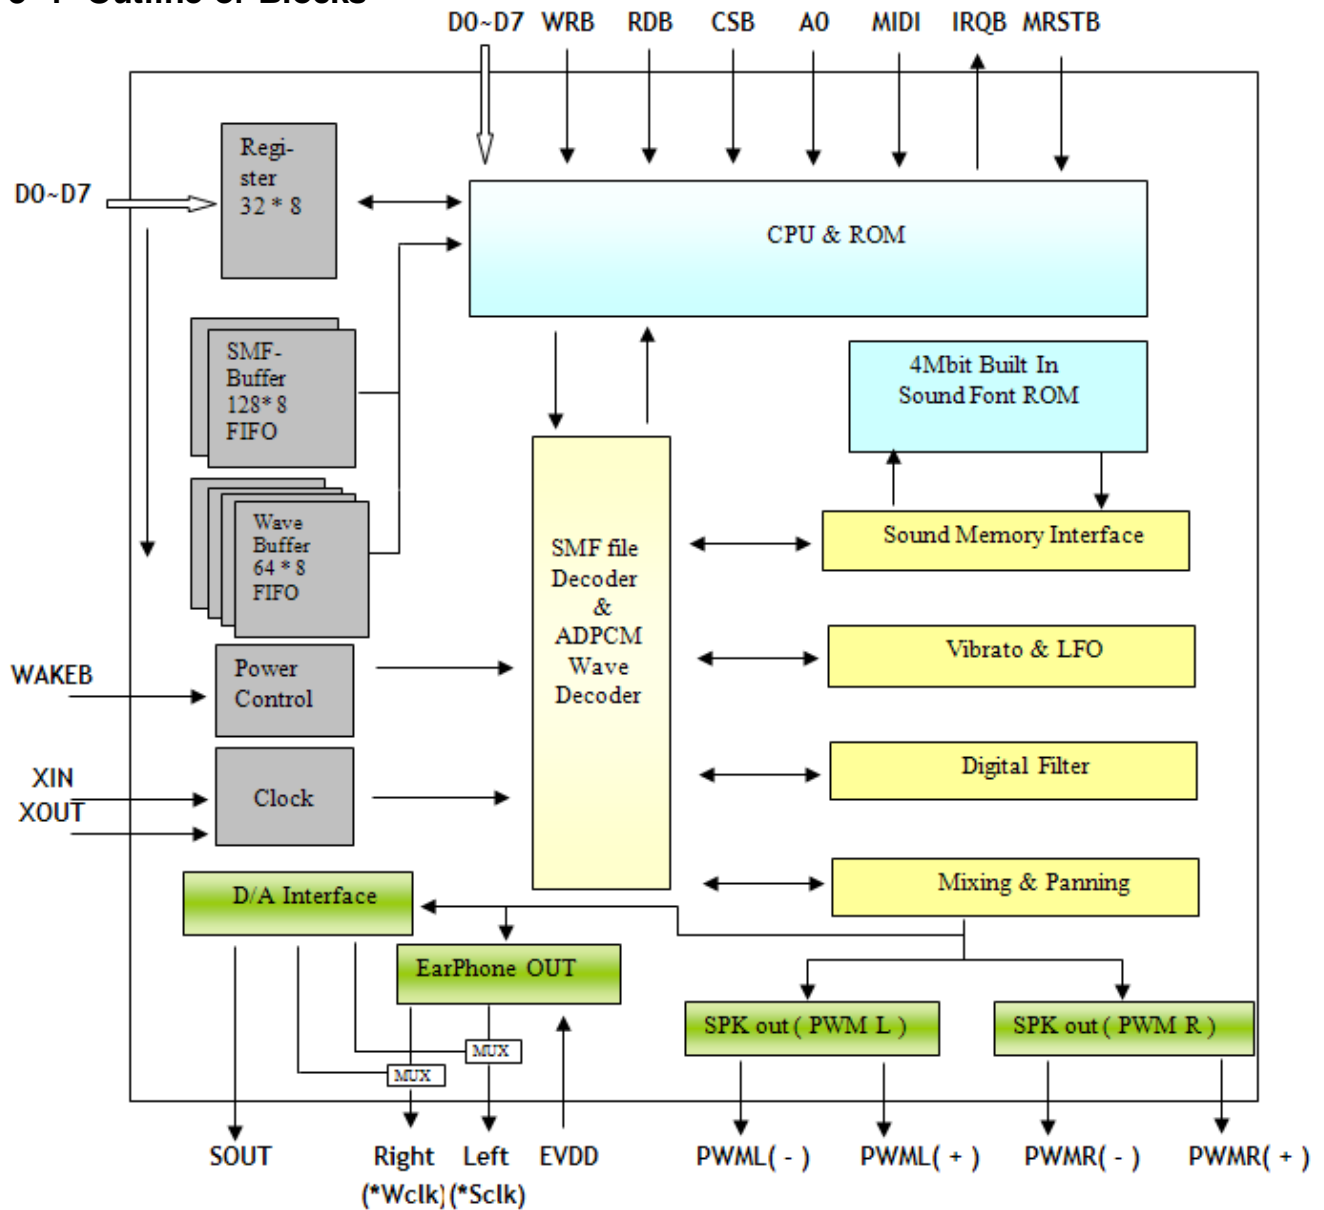 D0~D7 WRB RDB CSB A0 MIDI IRQB MRSTB
Regi-
ster
32 * 8
D0~D7
CPU & ROM
SMF-
Buffer
128* 8
FIFO
4Mbit Built In
Sound Font ROM
Wave
Buffer
64 * 8
FIFO
SMF file
Decoder
&
ADPCM
Wave
Decoder
Sound Memory Interface
Vibrato & LFO
WAKEB
Power
Control
XIN
XOUT
Clock
Digital Filter
D/A Interface
Mixing & Panning
EarPhone OUT
SPK out ( PWM L )
SPK out ( PWM R )
MUX
MUX
SOUT
Right
(*Wclk)
Left
(*Sclk)
EVDD
PWML( - )
PWML( + )
PWMR( - )
PWMR( + )